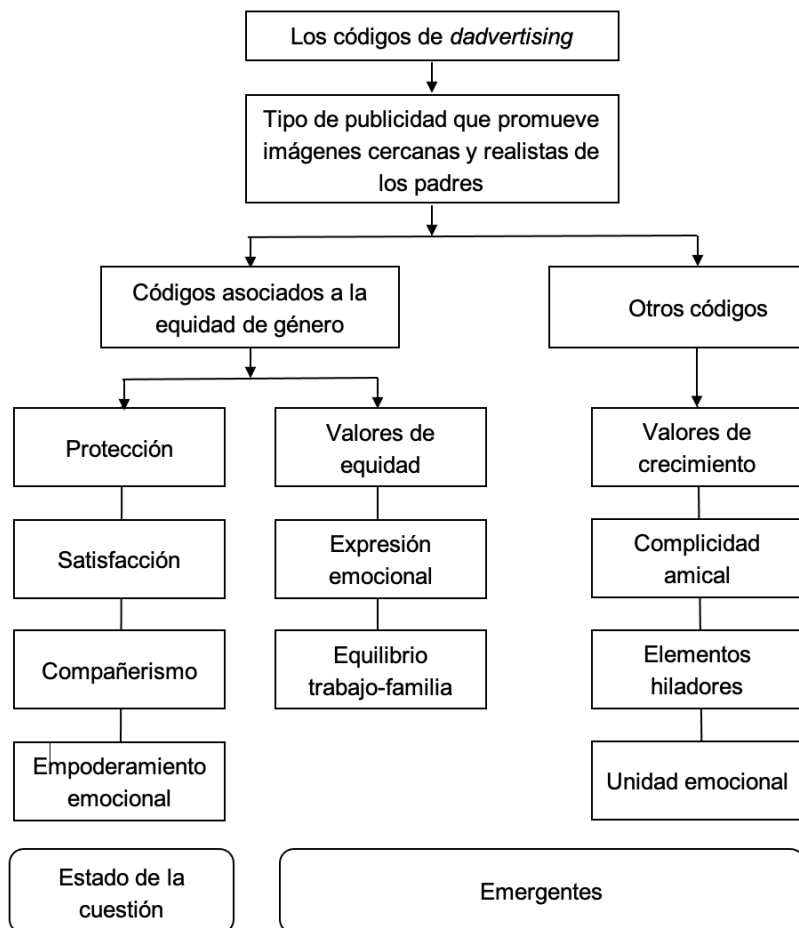 Los códigos de dadvertising
Tipo de publicidad que promueve
imágenes cercanas y realistas de
los padres
Códigos asociados a la
equidad de género
Otros códigos
Protección
Satisfacción
Compañerismo
Empoderamiento
emocional
Valores de
equidad
Expresión
emocional
Equilibrio
trabajo-familia
Valores de
crecimiento
Complicidad
amical
Elementos
hiladores
Unidad emocional
Estado de la
cuestión
Emergentes